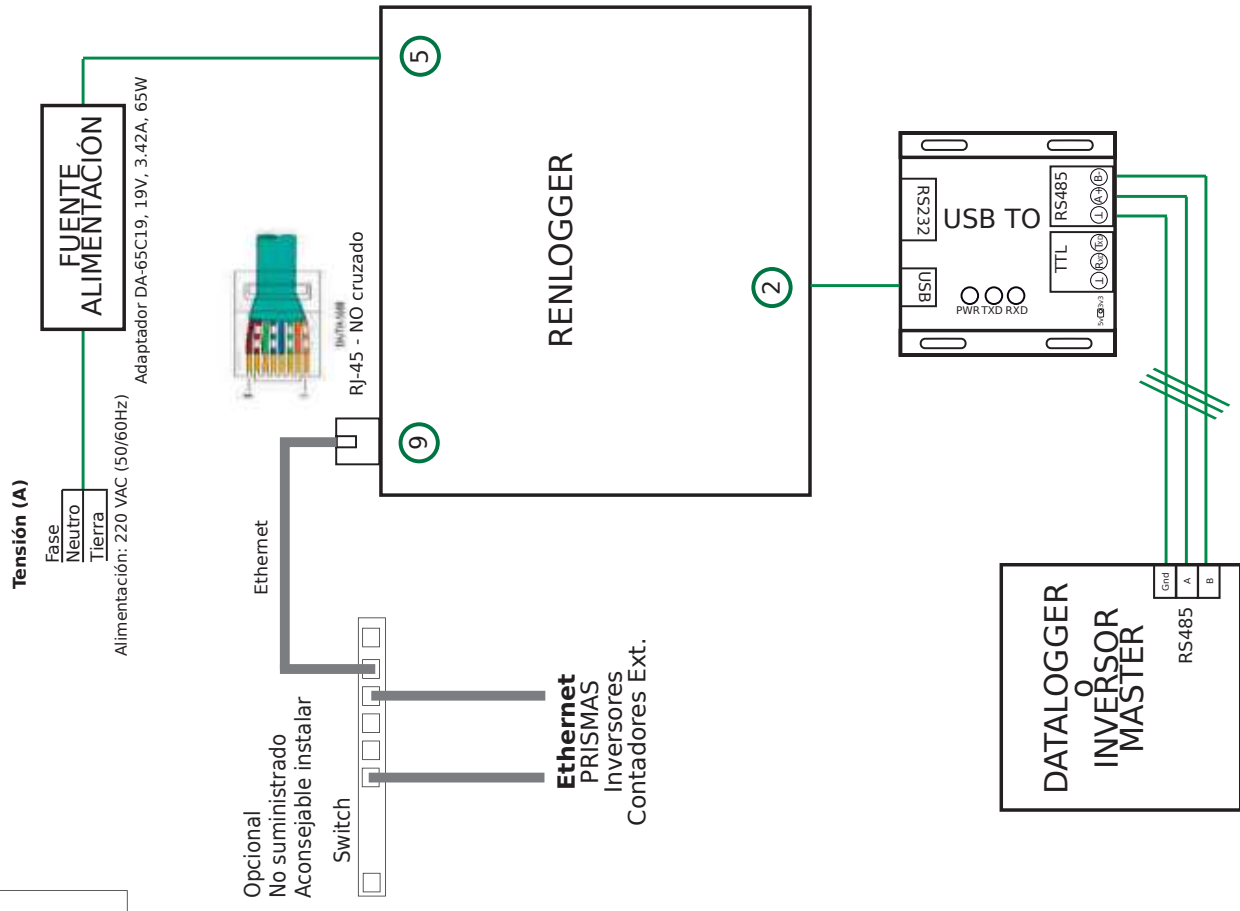 Tensión (A)
Fase
Neutro
Tierra
Alimentación: 220 VAC (50/60Hz)
FUENTE
ALIMENTACIÓN
Adaptador DA-65C19, 19V, 3.42A, 65W
RJ-45 - NO cruzado
Ethernet
Opcional
No suministrado
Aconsejable instalar
Switch
Ethernet
PRISMAS
Inversores
Contadores Ext.
5
9
2
RENLOGGER
USB
RS232
USB TO
PWR TXD RXD
TTL
RS485
⊥ Rxd Txd
⊥ A+ B-
DATALOGGER
O
INVERSOR
MASTER
RS485
Gnd
A
B